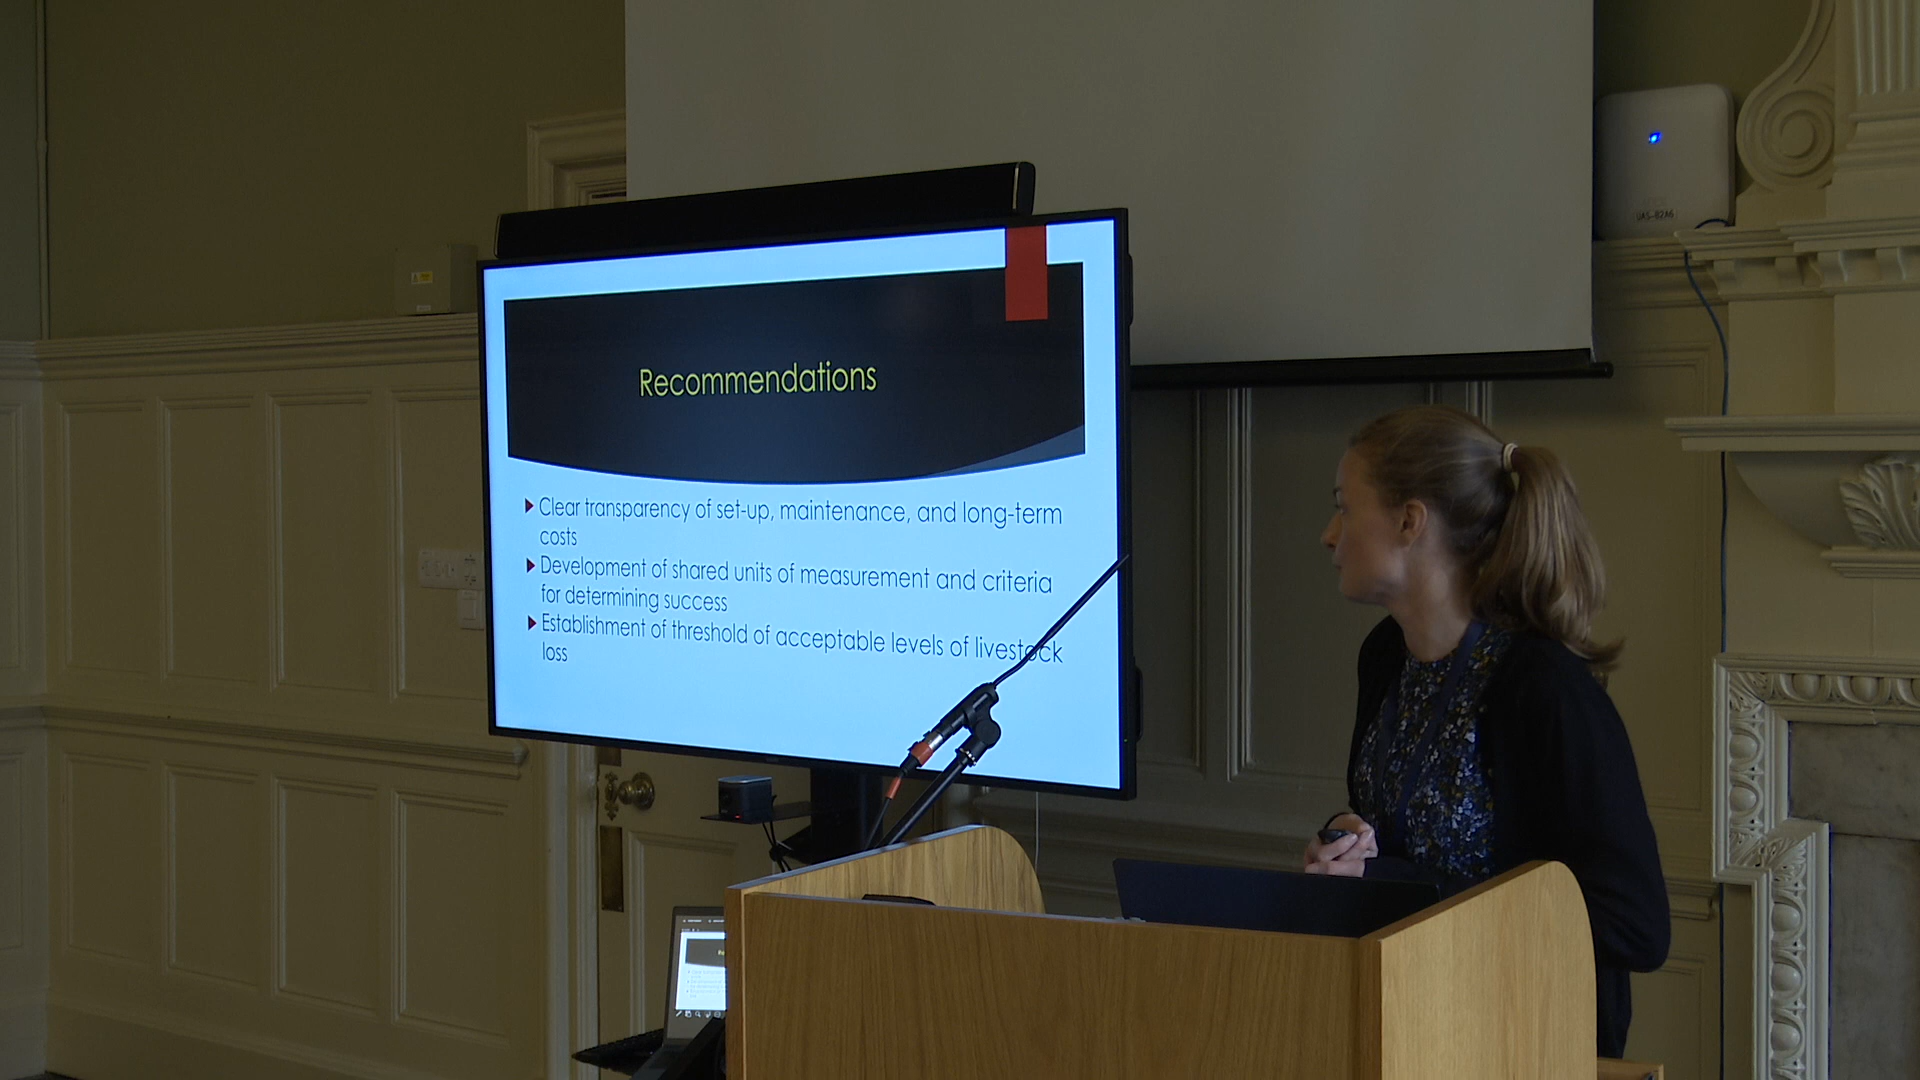 Recommendations
Clear transparency of set-up, maintenance, and long-term
costs
Development of shared units of measurement and criteria
for determining success
Establishment of threshold of acceptable levels of livestock
loss